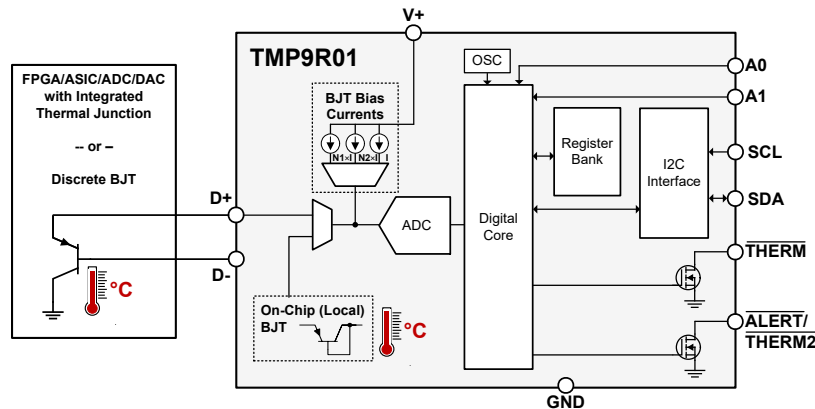 V+
TMP9R01
OSC
A0
A1
FPGA/ASIC/ADC/DAC
with Integrated
Thermal Junction
-- or –
Discrete BJT
BJT Bias
Currents
N1×I N2×I I
Register
Bank
I2C
Interface
SCL
SDA
D+
ADC
Digital
Core
D-
THERM
°C
On-Chip (Local)
BJT
°C
ALERT/
THERM2
GND